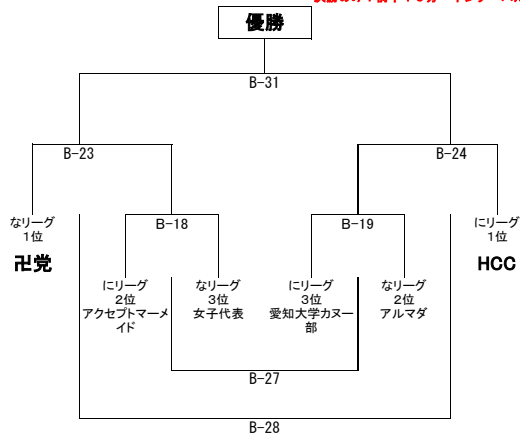 優勝
B-31
B-23
B-24
なリーグ
1位
卍党
B-18
B-19
にリーグ
1位
HCC
にリーグ
2位
アクセプトマーメ
イド
なリーグ
3位
女子代表
にリーグ
3位
愛知大学カヌー
部
なリーグ
2位
アルマダ
B-27
B-28